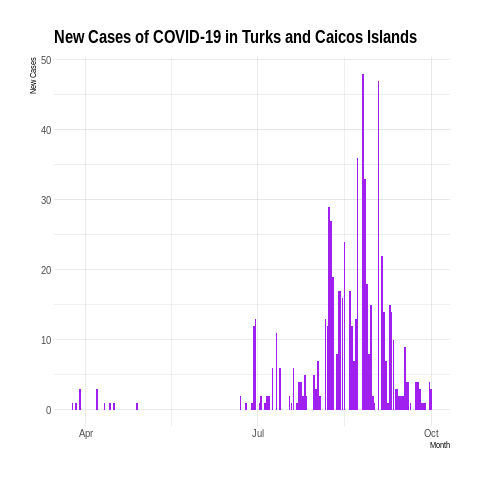 New Cases of COVID-19 in Turks and Caicos Islands
New Cases
50
40
30
20
10
0
Apr
Jul
Oct
Month